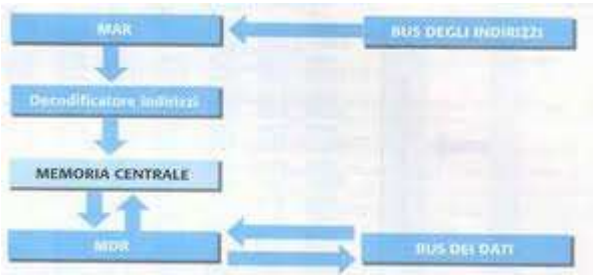 MAR
BUS DEGLI INDIRIZZI
Decodificatore indirizzi
MEMORIA CENTRALE
MDR
BUS DEI DATI